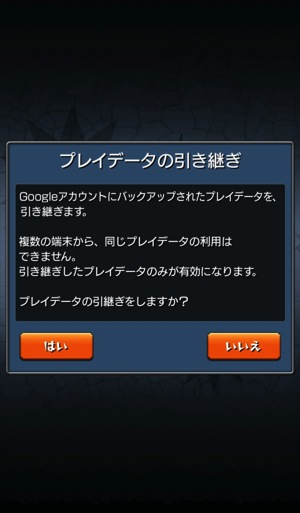 プレイデータの引き継ぎ
Googleアカウントにバックアップされたプレイデータを、
引き継ぎます。
複数の端末から、同じプレイデータの利用は
できません。
引き継ぎしたプレイデータのみが有効になります。
プレイデータの引継ぎをしますか？
はい
いいえ